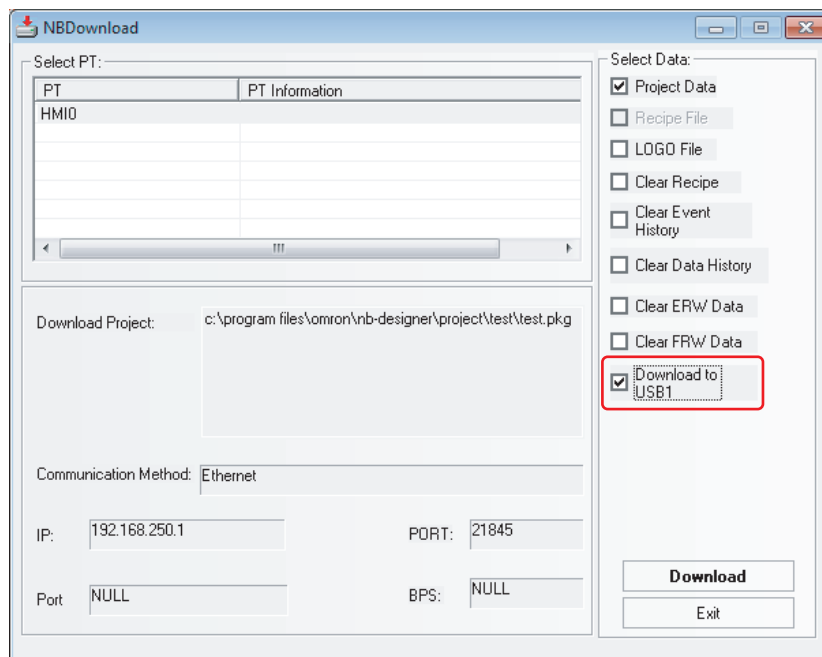 NBDownload
Select PT:
PT PT Information
HMI0
Download Project: c:\program files\omron\nb-designer\project\test\test.pkg
Communication Method: Ethernet
IP: 192.168.250.1 PORT: 21845
Port NULL BPS: NULL
Select Data:
Project Data
Recipe File
LOGO File
Clear Recipe
Clear Event
History
Clear Data History
Clear ERW Data
Clear FRW Data
Download to
USB1
Download
Exit